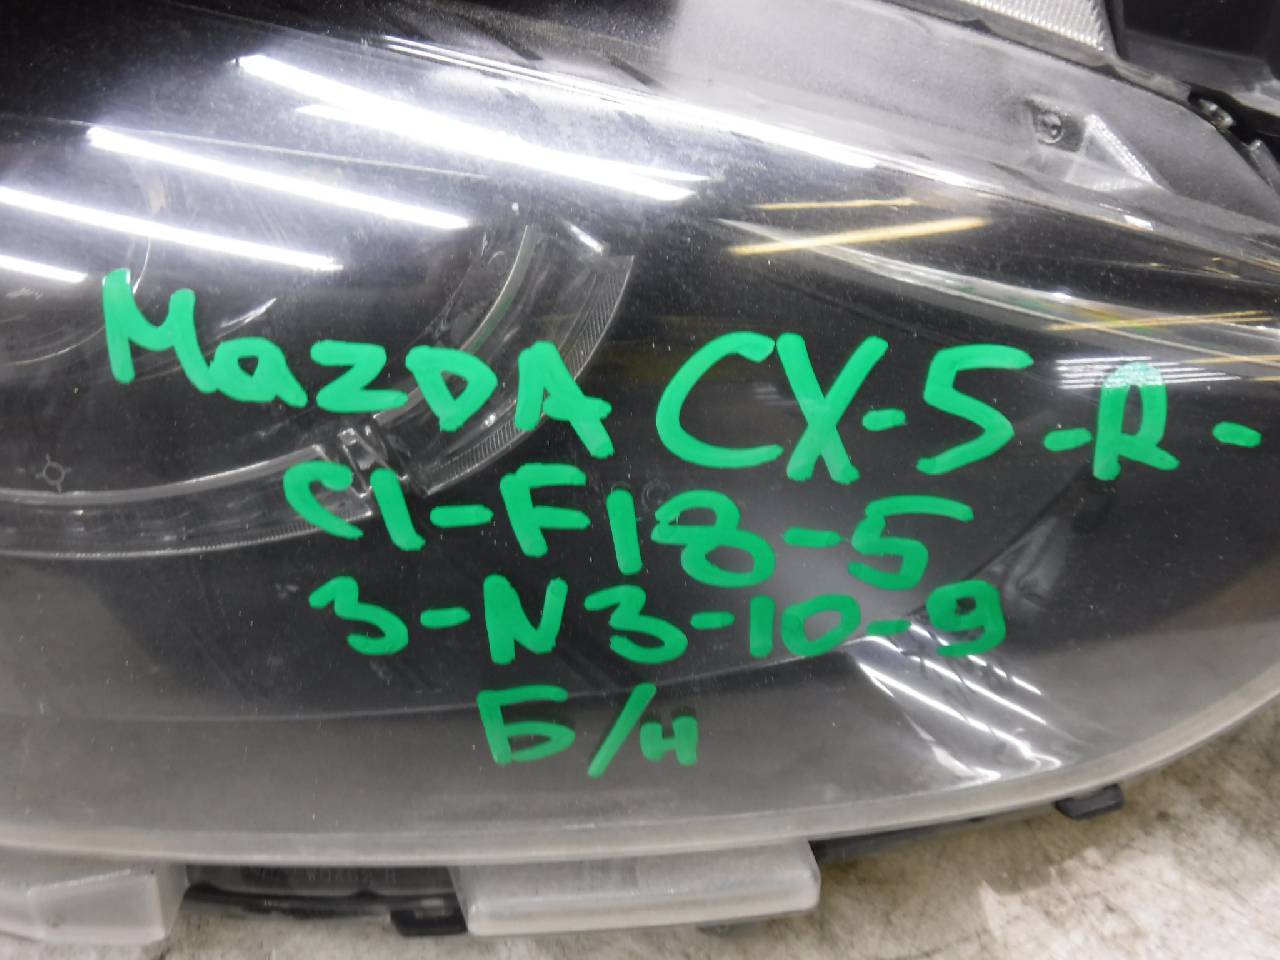 Mazda CX-5-R-
C1-F18-5
3-N3-10-9
Б/н